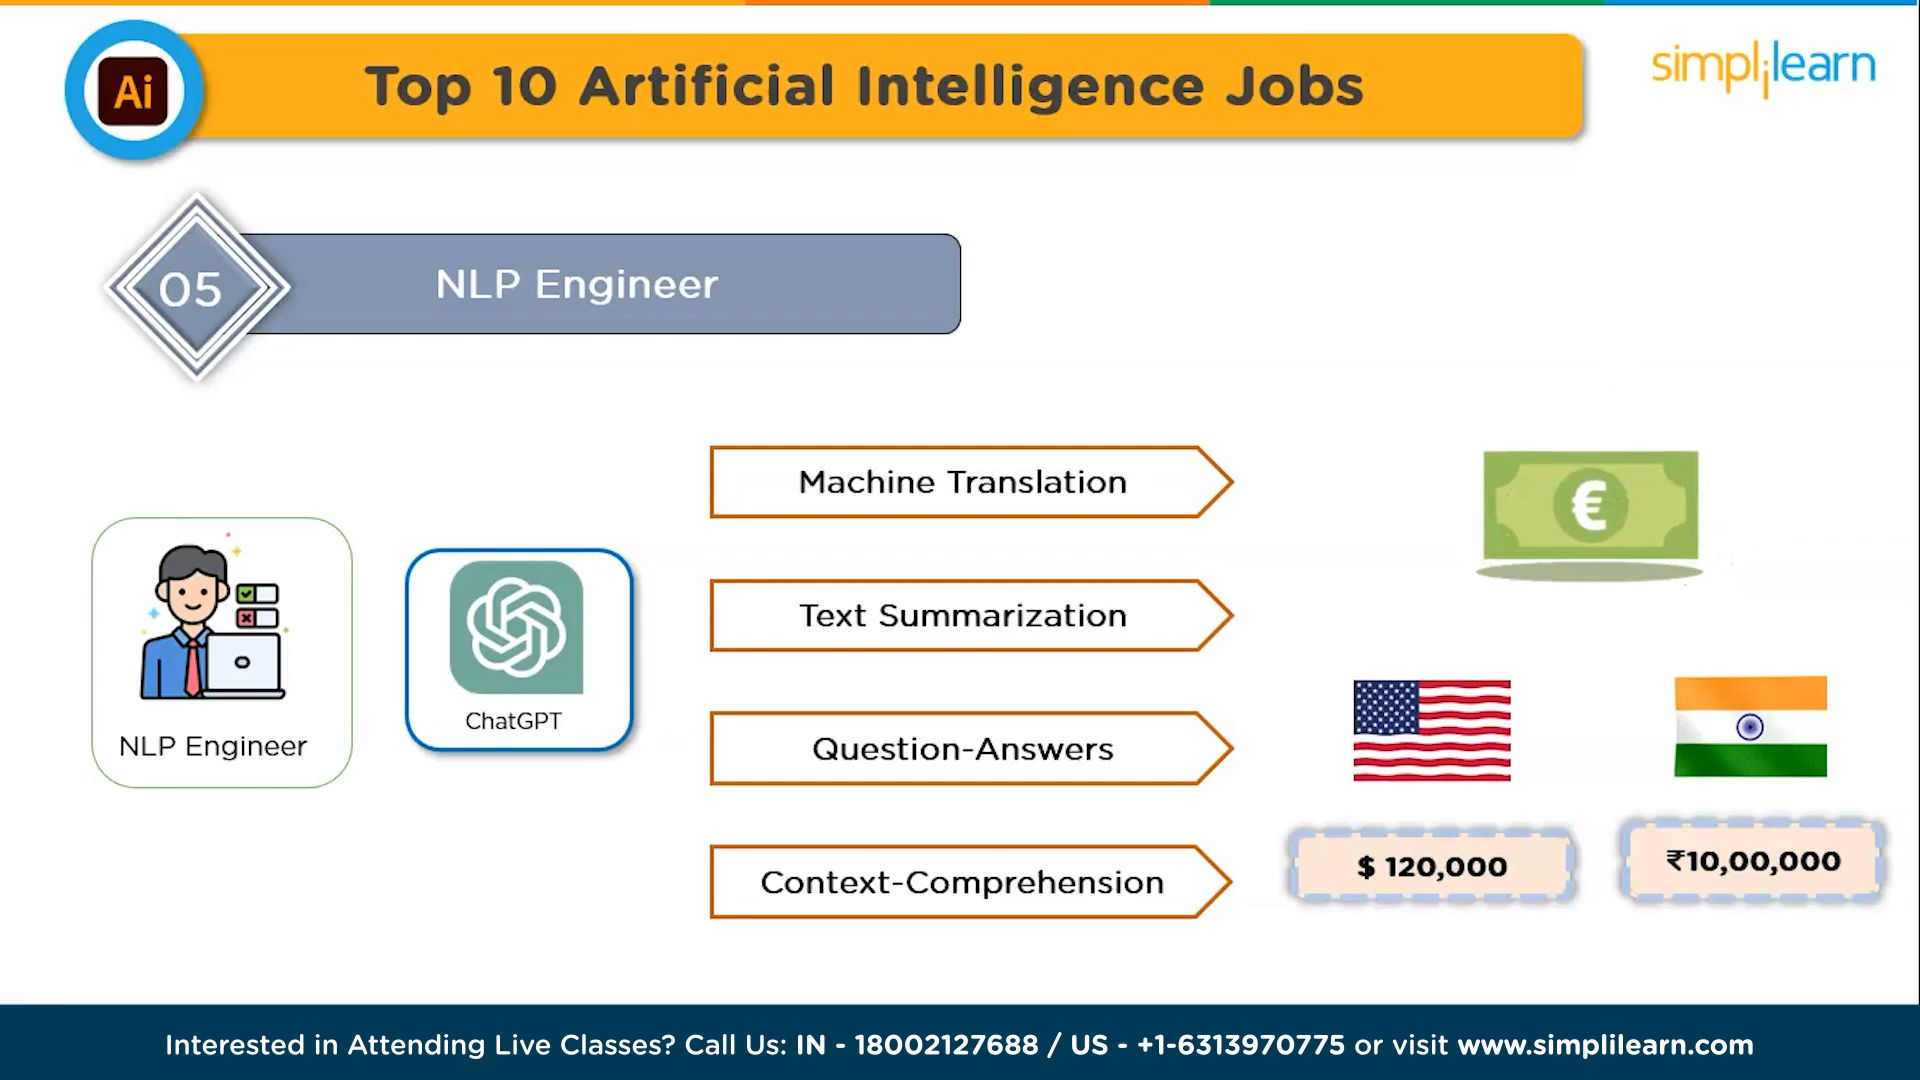 Ai
Top 10 Artificial Intelligence Jobs
simplilearn
05
NLP Engineer
Machine Translation
€
Text Summarization
ChatGPT
NLP Engineer
Question-Answers
Context-Comprehension
$ 120,000
₹10,00,000
Interested in Attending Live Classes? Call Us: IN - 18002127688 / US - +1-6313970775 or visit www.simplilearn.com